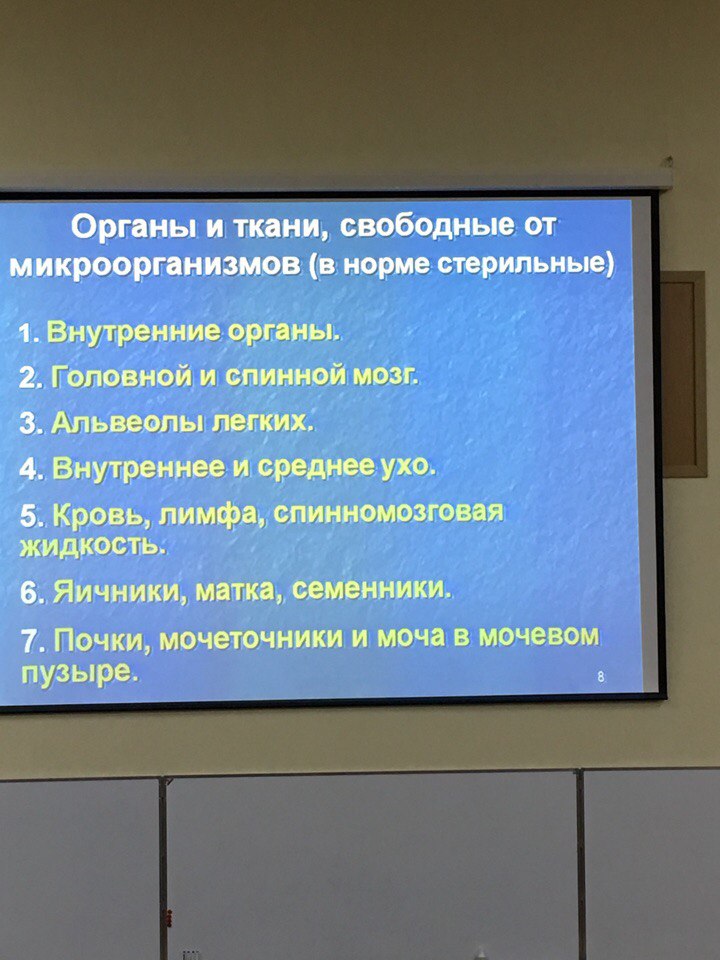 Органы и ткани, свободные от
микроорганизмов (в норме стерильные)
1. Внутренние органы.
2. Головной и спинной мозг.
3. Альвеолы легких.
4. Внутреннее и среднее ухо.
5. Кровь, лимфа, спинномозговая
жидкость.
6. Яичники, матка, семенники.
7. Почки, мочеточники и моча в мочевом
пузыре.
8